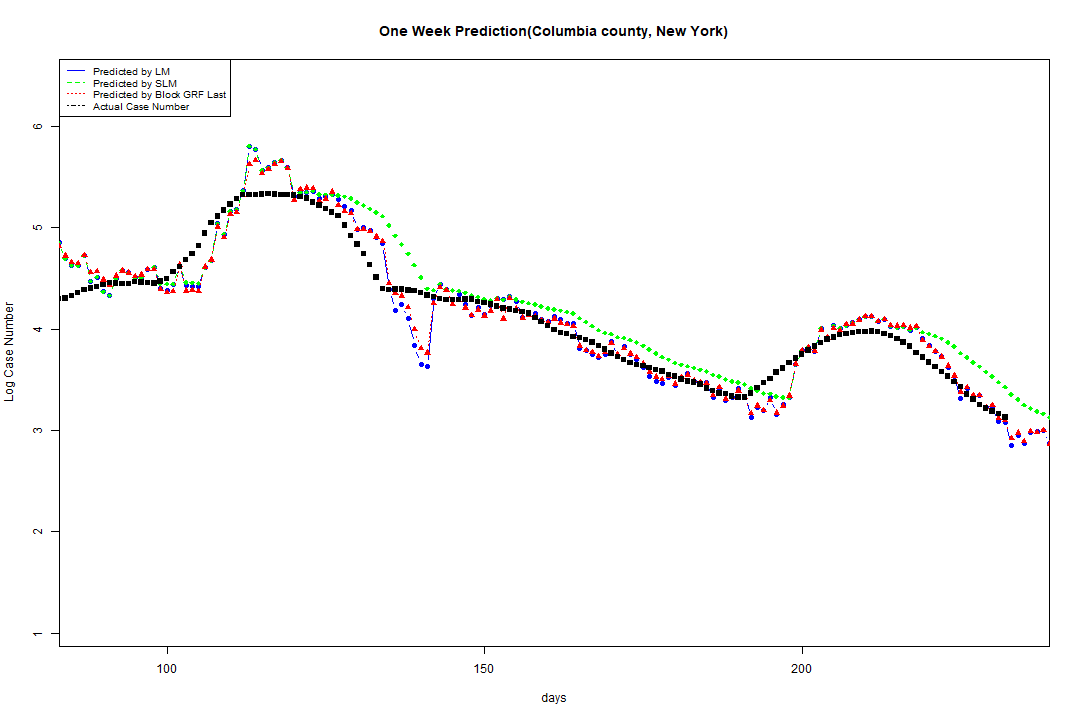 One Week Prediction(Columbia county, New York)
Predicted by LM
Predicted by SLM
Predicted by Block GRF Last
Actual Case Number
6
5
4
3
2
1
Log Case Number
100 150 200
days